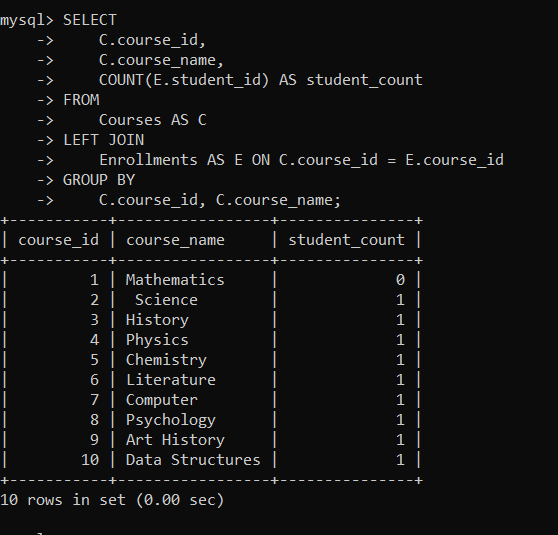 mysql> SELECT
    ->     C.course_id,
    ->     C.course_name,
    ->     COUNT(E.student_id) AS student_count
    -> FROM
    ->     Courses AS C
    -> LEFT JOIN
    ->     Enrollments AS E ON C.course_id = E.course_id
    -> GROUP BY
    ->     C.course_id, C.course_name;
+-----------+-----------------+---------------+
| course_id | course_name     | student_count |
+-----------+-----------------+---------------+
|         1 | Mathematics     |             0 |
|         2 |  Science        |             1 |
|         3 | History         |             1 |
|         4 | Physics         |             1 |
|         5 | Chemistry       |             1 |
|         6 | Literature      |             1 |
|         7 | Computer        |             1 |
|         8 | Psychology      |             1 |
|         9 | Art History     |             1 |
|        10 | Data Structures |             1 |
+-----------+-----------------+---------------+
10 rows in set (0.00 sec)